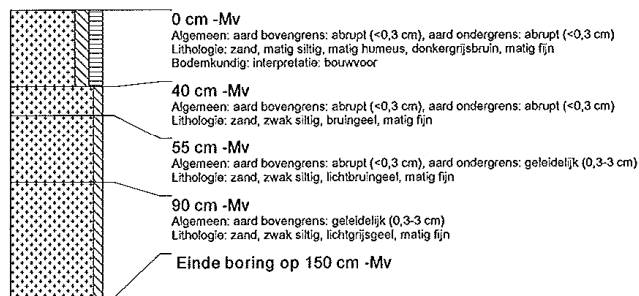 0 cm -Mv
Algemeen: aard bovengrens: abrupt (<0,3 cm), aard ondergrens: abrupt (<0,3 cm)
Lithologie: zand, matig siltig, matig humeus, donkergrijsbruin, matig fijn
Bodemkundig: interpretatie: bouwvoor
40 cm -Mv
Algemeen: aard bovengrens: abrupt (<0,3 cm), aard ondergrens: abrupt (<0,3 cm)
Lithologie: zand, zwak siltig, bruingeel, matig fijn
55 cm -Mv
Algemeen: aard bovengrens: abrupt (<0,3 cm), aard ondergrens: geleidelijk (0,3-3 cm)
Lithologie: zand, zwak siltig, lichtbruingeel, matig fijn
90 cm -Mv
Algemeen: aard bovengrens: geleidelijk (0,3-3 cm)
Lithologie: zand, zwak siltig, lichtgrijsgeel, matig fijn
Einde boring op 150 cm -Mv